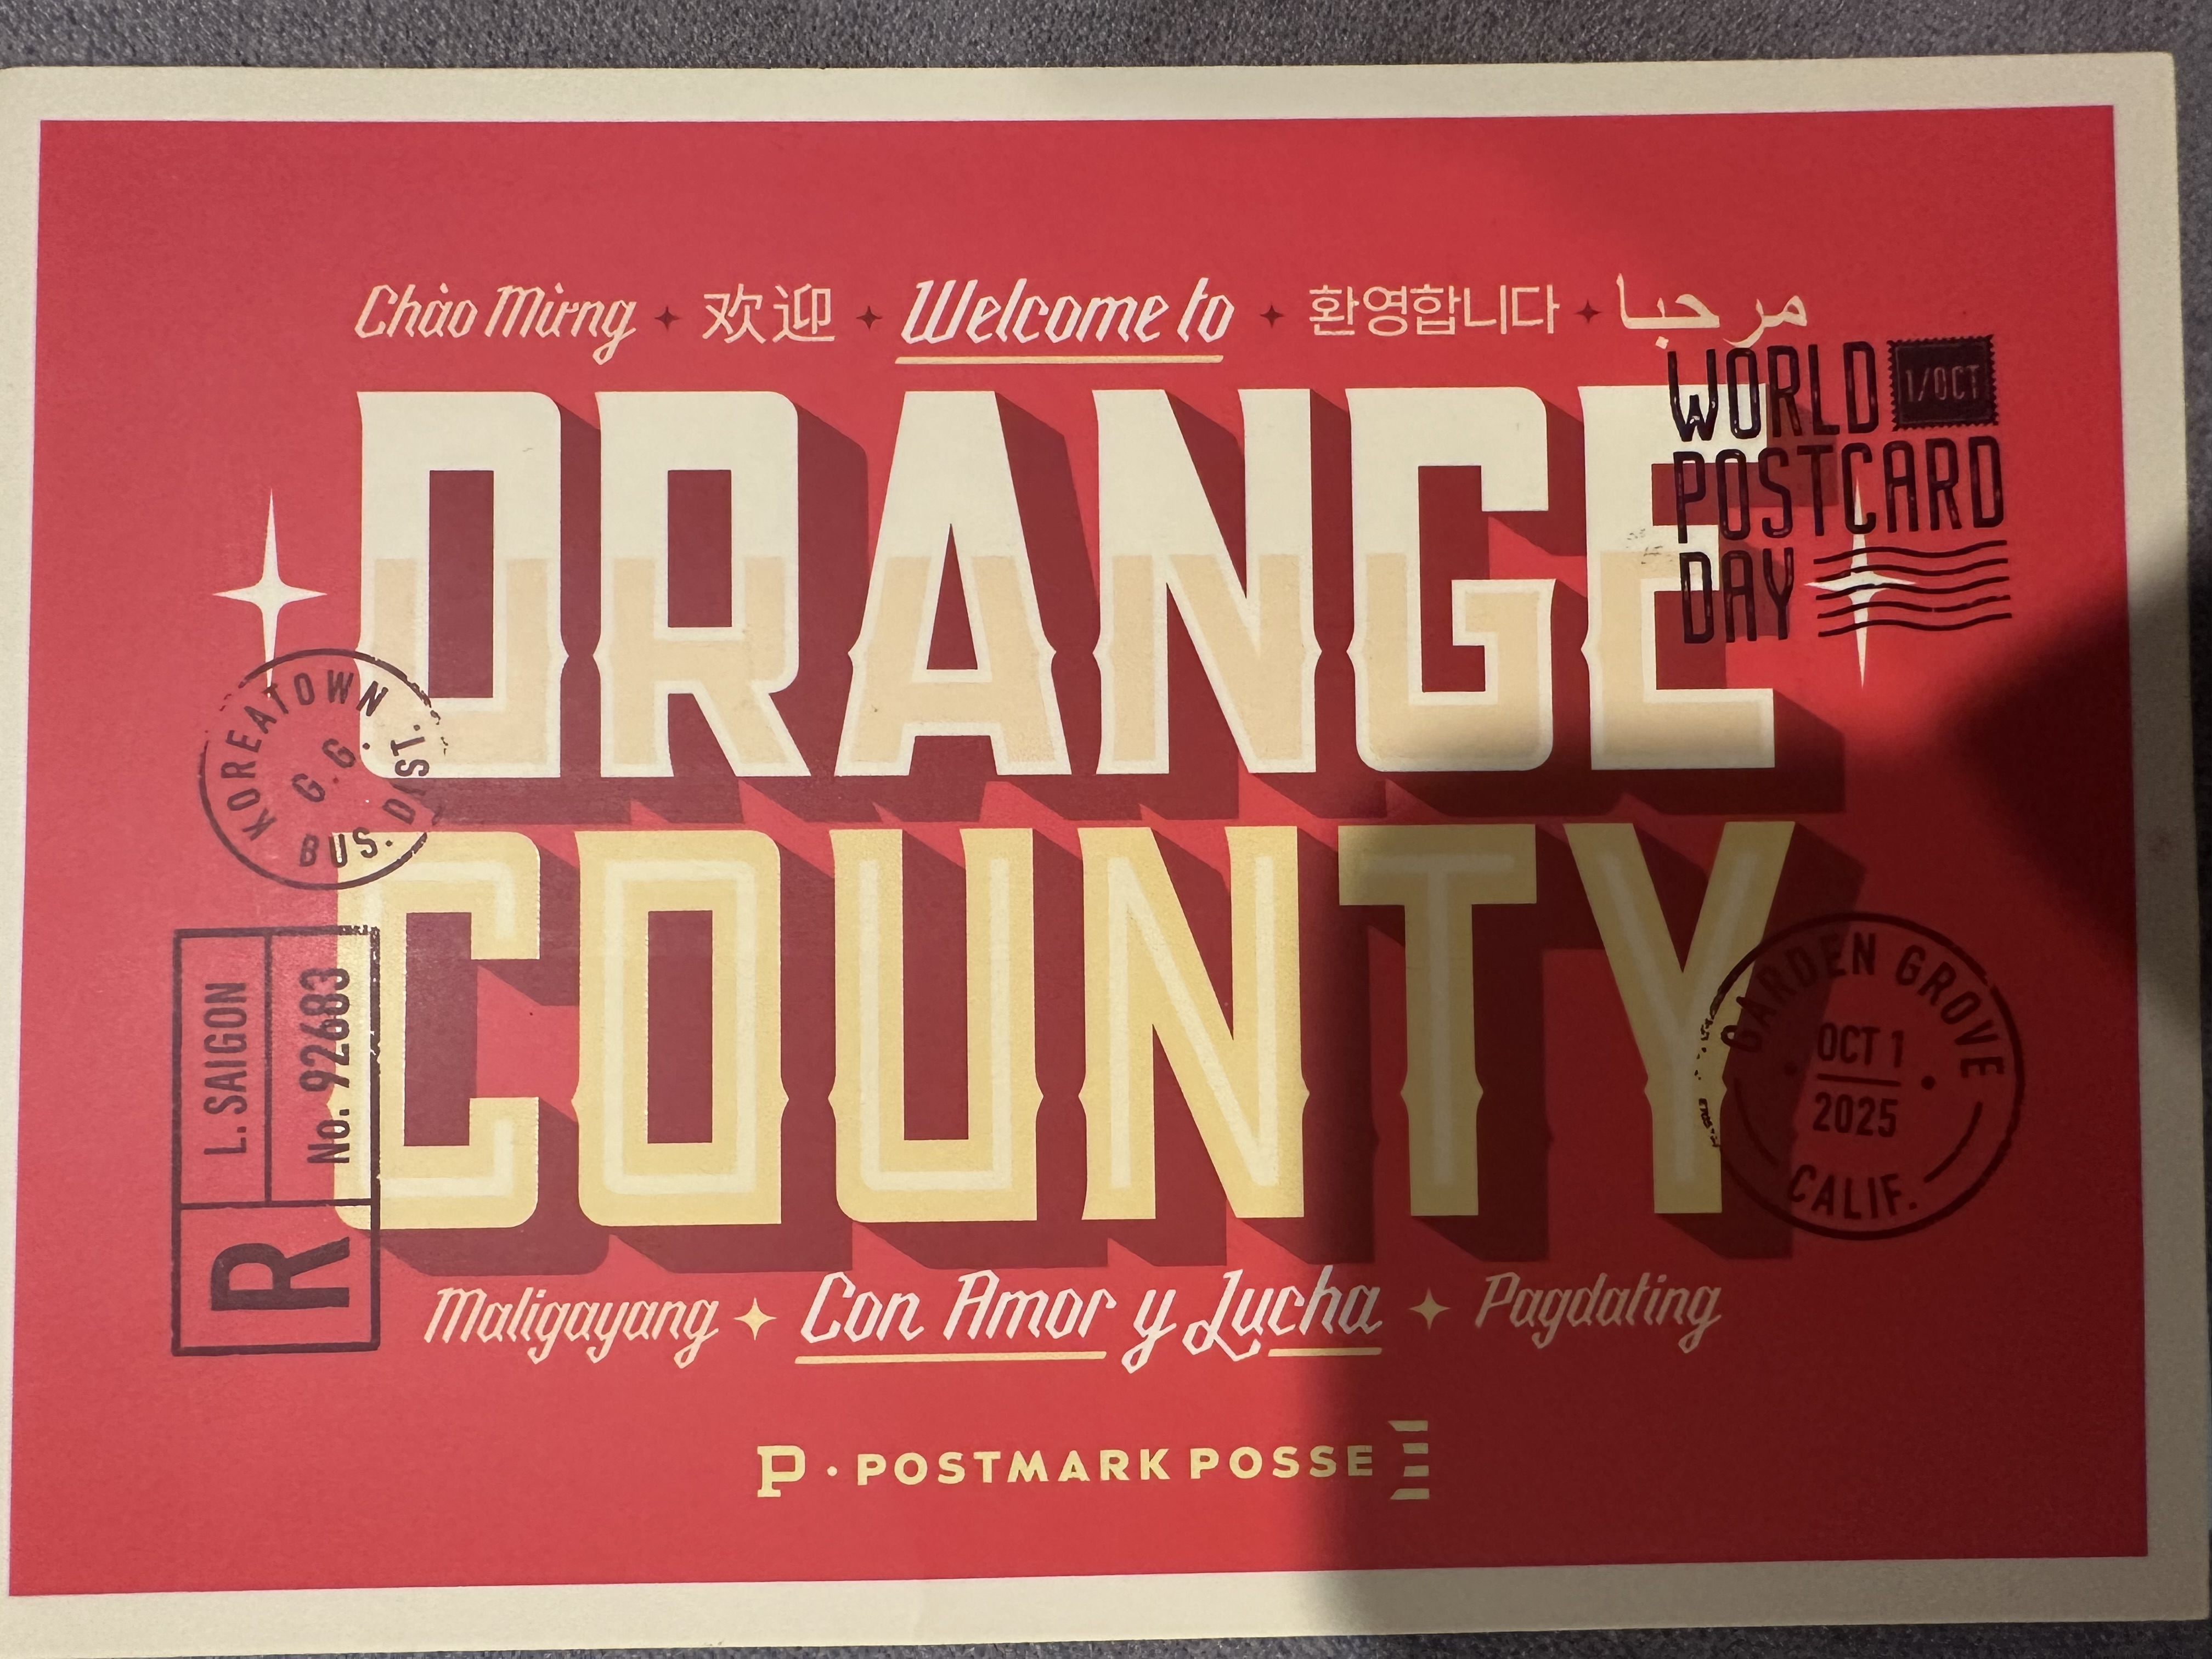 Chào Mừng ✦ 欢迎 ✦ Welcome to ✦ 환영합니다 ✦ مرحبا
ORANGE
COUNTY
Maligayang ✦ Con Amor y Lucha ✦ Pagdating
P · POSTMARK POSSE
WORLD 1/OCT
POSTCARD
DAY
KOREATOWN
G.G.
BUS. DIST.
R L. SAIGON
No. 92683
GARDEN GROVE
OCT 1
2025
CALIF.